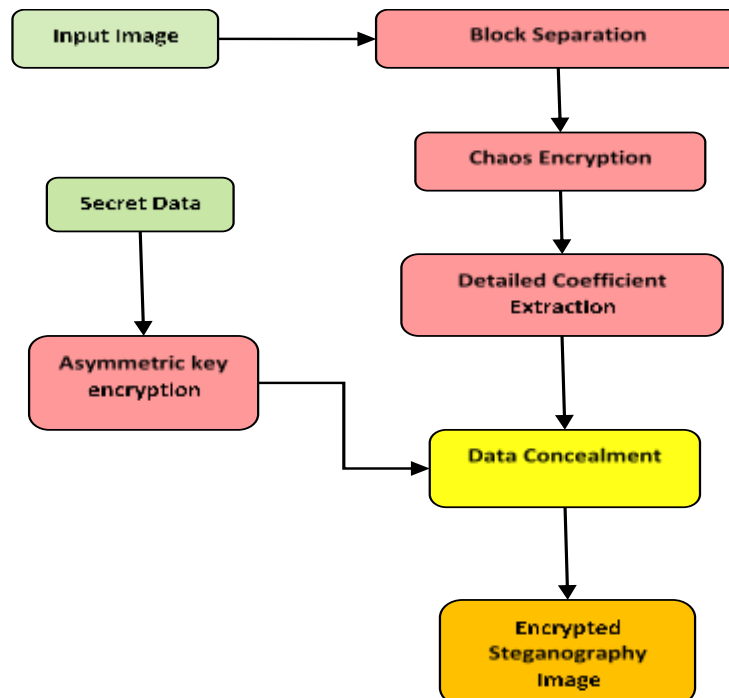 Input Image
Block Separation
Chaos Encryption
Secret Data
Detailed Coefficient
Extraction
Asymmetric key
encryption
Data Concealment
Encrypted
Steganography
Image